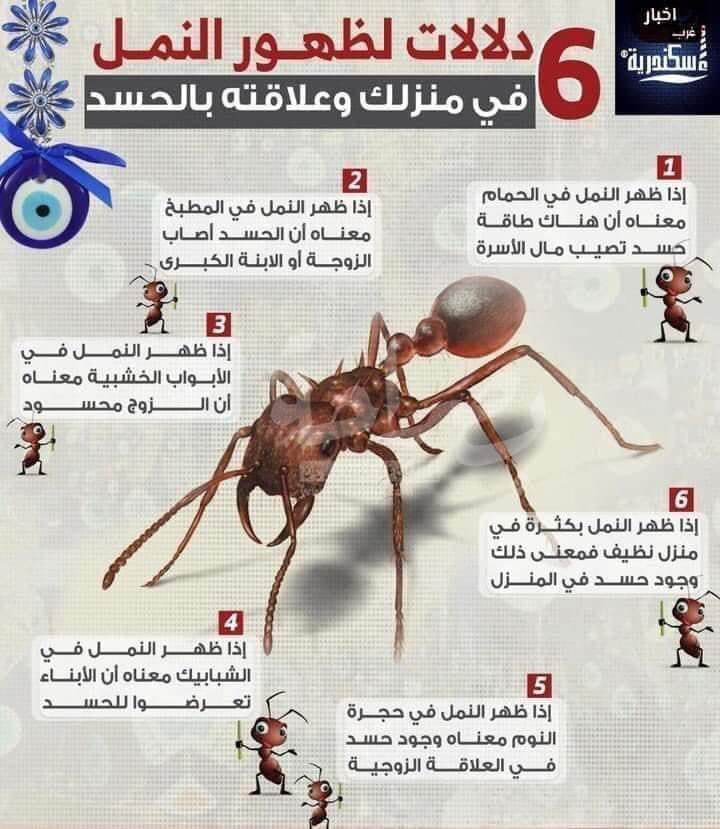 اخبار
غرب
الاسكندرية
6 دلالات لظهور النمل
في منزلك وعلاقته بالحسد
1
إذا ظهر النمل في الحمام
معناه أن هناك طاقة
حسد تصيب مال الأسرة
2
إذا ظهر النمل في المطبخ
معناه أن الحسد أصاب
الزوجة أو الابنة الكبرى
3
إذا ظهر النمل في
الأبواب الخشبية معناه
أن الزوج محسود
4
إذا ظهر النمل في
الشبابيك معناه أن الأبناء
تعرضوا للحسد
5
إذا ظهر النمل في حجرة
النوم معناه وجود حسد
في العلاقة الزوجية
6
إذا ظهر النمل بكثرة في
منزل نظيف فمعنى ذلك
وجود حسد في المنزل